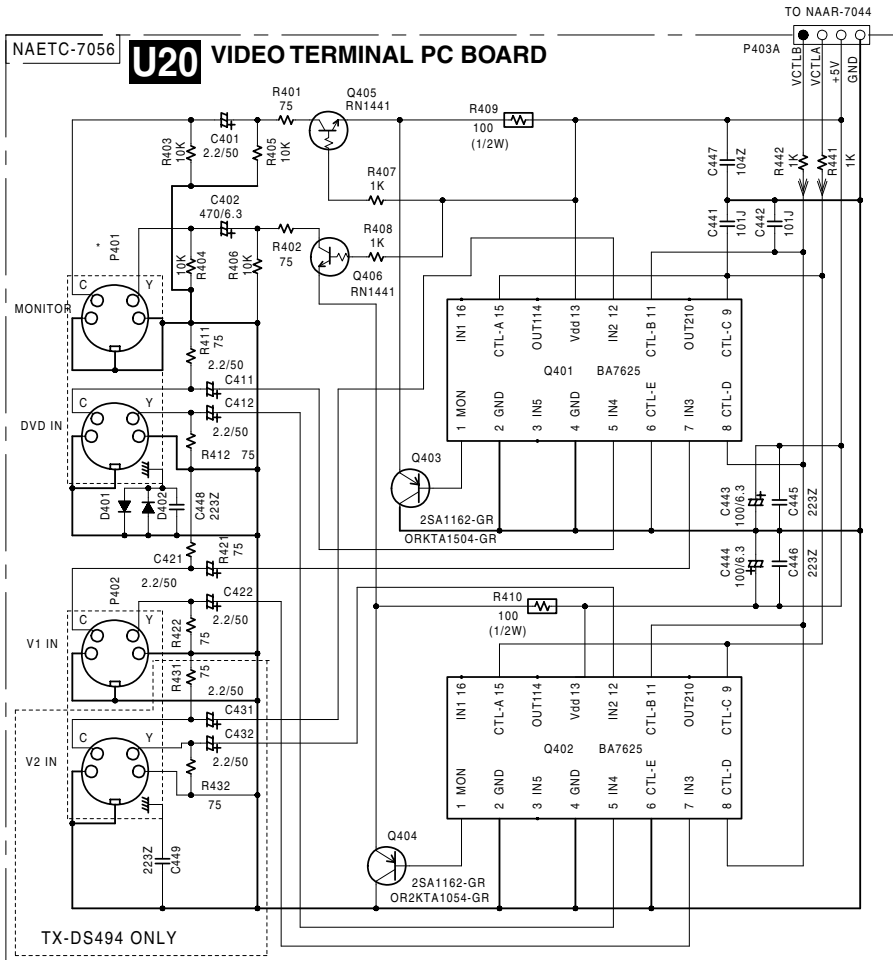 TO NAAR-7044
NAETC-7056
U20 VIDEO TERMINAL PC BOARD
P403A
VCTLB
VCTLA
+5V
GND
R401
75
Q405
RN1441
R409
100
(1/2W)
R403
10K
C401
2.2/50
R405
10K
R407
1K
C447
104Z
R442
1K
R441
1K
C402
470/6.3
R408
1K
C441
101J
C442
101J
*
P401
10K
R404
R406
10K
R402
75
Q406
RN1441
C
Y
MONITOR
IN1 16
CTL-A 15
OUT114
Vdd 13
IN2 12
CTL-B 11
OUT210
CTL-C 9
R411
75
2.2/50
C411
Q401
BA7625
C
Y
C412
1 MON
2 GND
3 IN5
4 GND
5 IN4
6 CTL-E
7 IN3
8 CTL-D
DVD IN
2.2/50
R412 75
Q403
D401
D402
C448
223Z
2SA1162-GR
ORKTA1504-GR
C443
100/6.3
C445
223Z
C421
R421
75
C444
100/6.3
C446
223Z
P402
2.2/50
C422
R410
100
(1/2W)
C
Y
R422
75
2.2/50
V1 IN
R431
75
2.2/50
IN1 16
CTL-A 15
OUT114
Vdd 13
IN2 12
CTL-B 11
OUT210
CTL-C 9
C431
C
Y
C432
Q402
BA7625
V2 IN
2.2/50
R432
75
1 MON
2 GND
3 IN5
4 GND
5 IN4
6 CTL-E
7 IN3
8 CTL-D
Q404
223Z
C449
2SA1162-GR
OR2KTA1054-GR
TX-DS494 ONLY